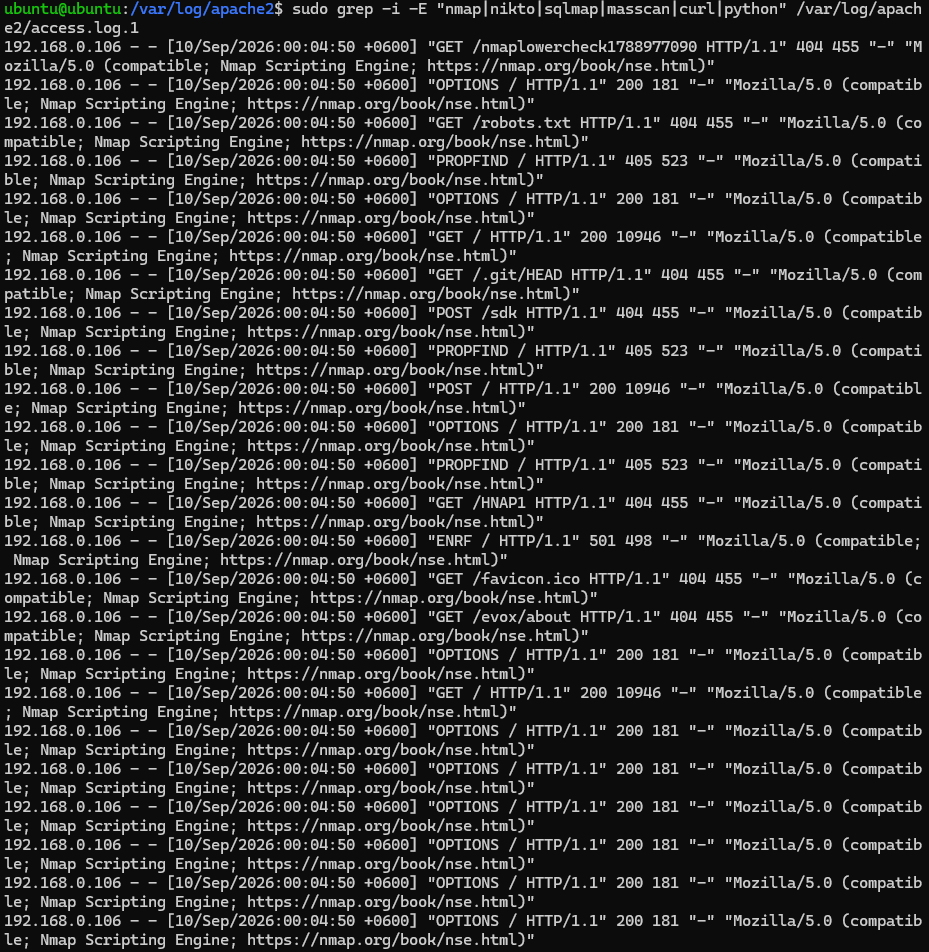 ubuntu@ubuntu:/var/log/apache2$ sudo grep -i -E "nmap|nikto|sqlmap|masscan|curl|python" /var/log/apach
e2/access.log.1
192.168.0.106 - - [10/Sep/2026:00:04:50 +0600] "GET /nmaplowercheck1788977090 HTTP/1.1" 404 455 "-" "M
ozilla/5.0 (compatible; Nmap Scripting Engine; https://nmap.org/book/nse.html)"
192.168.0.106 - - [10/Sep/2026:00:04:50 +0600] "OPTIONS / HTTP/1.1" 200 181 "-" "Mozilla/5.0 (compatib
le; Nmap Scripting Engine; https://nmap.org/book/nse.html)"
192.168.0.106 - - [10/Sep/2026:00:04:50 +0600] "GET /robots.txt HTTP/1.1" 404 455 "-" "Mozilla/5.0 (co
mpatible; Nmap Scripting Engine; https://nmap.org/book/nse.html)"
192.168.0.106 - - [10/Sep/2026:00:04:50 +0600] "PROPFIND / HTTP/1.1" 405 523 "-" "Mozilla/5.0 (compati
ble; Nmap Scripting Engine; https://nmap.org/book/nse.html)"
192.168.0.106 - - [10/Sep/2026:00:04:50 +0600] "OPTIONS / HTTP/1.1" 200 181 "-" "Mozilla/5.0 (compatib
le; Nmap Scripting Engine; https://nmap.org/book/nse.html)"
192.168.0.106 - - [10/Sep/2026:00:04:50 +0600] "GET / HTTP/1.1" 200 10946 "-" "Mozilla/5.0 (compatible
; Nmap Scripting Engine; https://nmap.org/book/nse.html)"
192.168.0.106 - - [10/Sep/2026:00:04:50 +0600] "GET /.git/HEAD HTTP/1.1" 404 455 "-" "Mozilla/5.0 (com
patible; Nmap Scripting Engine; https://nmap.org/book/nse.html)"
192.168.0.106 - - [10/Sep/2026:00:04:50 +0600] "POST /sdk HTTP/1.1" 404 455 "-" "Mozilla/5.0 (compatib
le; Nmap Scripting Engine; https://nmap.org/book/nse.html)"
192.168.0.106 - - [10/Sep/2026:00:04:50 +0600] "PROPFIND / HTTP/1.1" 405 523 "-" "Mozilla/5.0 (compati
ble; Nmap Scripting Engine; https://nmap.org/book/nse.html)"
192.168.0.106 - - [10/Sep/2026:00:04:50 +0600] "POST / HTTP/1.1" 200 10946 "-" "Mozilla/5.0 (compatibl
e; Nmap Scripting Engine; https://nmap.org/book/nse.html)"
192.168.0.106 - - [10/Sep/2026:00:04:50 +0600] "OPTIONS / HTTP/1.1" 200 181 "-" "Mozilla/5.0 (compatib
le; Nmap Scripting Engine; https://nmap.org/book/nse.html)"
192.168.0.106 - - [10/Sep/2026:00:04:50 +0600] "PROPFIND / HTTP/1.1" 405 523 "-" "Mozilla/5.0 (compati
ble; Nmap Scripting Engine; https://nmap.org/book/nse.html)"
192.168.0.106 - - [10/Sep/2026:00:04:50 +0600] "GET /HNAP1 HTTP/1.1" 404 455 "-" "Mozilla/5.0 (compati
ble; Nmap Scripting Engine; https://nmap.org/book/nse.html)"
192.168.0.106 - - [10/Sep/2026:00:04:50 +0600] "ENRF / HTTP/1.1" 501 498 "-" "Mozilla/5.0 (compatible;
 Nmap Scripting Engine; https://nmap.org/book/nse.html)"
192.168.0.106 - - [10/Sep/2026:00:04:50 +0600] "GET /favicon.ico HTTP/1.1" 404 455 "-" "Mozilla/5.0 (c
ompatible; Nmap Scripting Engine; https://nmap.org/book/nse.html)"
192.168.0.106 - - [10/Sep/2026:00:04:50 +0600] "GET /evox/about HTTP/1.1" 404 455 "-" "Mozilla/5.0 (co
mpatible; Nmap Scripting Engine; https://nmap.org/book/nse.html)"
192.168.0.106 - - [10/Sep/2026:00:04:50 +0600] "OPTIONS / HTTP/1.1" 200 181 "-" "Mozilla/5.0 (compatib
le; Nmap Scripting Engine; https://nmap.org/book/nse.html)"
192.168.0.106 - - [10/Sep/2026:00:04:50 +0600] "GET / HTTP/1.1" 200 10946 "-" "Mozilla/5.0 (compatible
; Nmap Scripting Engine; https://nmap.org/book/nse.html)"
192.168.0.106 - - [10/Sep/2026:00:04:50 +0600] "OPTIONS / HTTP/1.1" 200 181 "-" "Mozilla/5.0 (compatib
le; Nmap Scripting Engine; https://nmap.org/book/nse.html)"
192.168.0.106 - - [10/Sep/2026:00:04:50 +0600] "OPTIONS / HTTP/1.1" 200 181 "-" "Mozilla/5.0 (compatib
le; Nmap Scripting Engine; https://nmap.org/book/nse.html)"
192.168.0.106 - - [10/Sep/2026:00:04:50 +0600] "OPTIONS / HTTP/1.1" 200 181 "-" "Mozilla/5.0 (compatib
le; Nmap Scripting Engine; https://nmap.org/book/nse.html)"
192.168.0.106 - - [10/Sep/2026:00:04:50 +0600] "OPTIONS / HTTP/1.1" 200 181 "-" "Mozilla/5.0 (compatib
le; Nmap Scripting Engine; https://nmap.org/book/nse.html)"
192.168.0.106 - - [10/Sep/2026:00:04:50 +0600] "OPTIONS / HTTP/1.1" 200 181 "-" "Mozilla/5.0 (compatib
le; Nmap Scripting Engine; https://nmap.org/book/nse.html)"
192.168.0.106 - - [10/Sep/2026:00:04:50 +0600] "OPTIONS / HTTP/1.1" 200 181 "-" "Mozilla/5.0 (compatib
le; Nmap Scripting Engine; https://nmap.org/book/nse.html)"